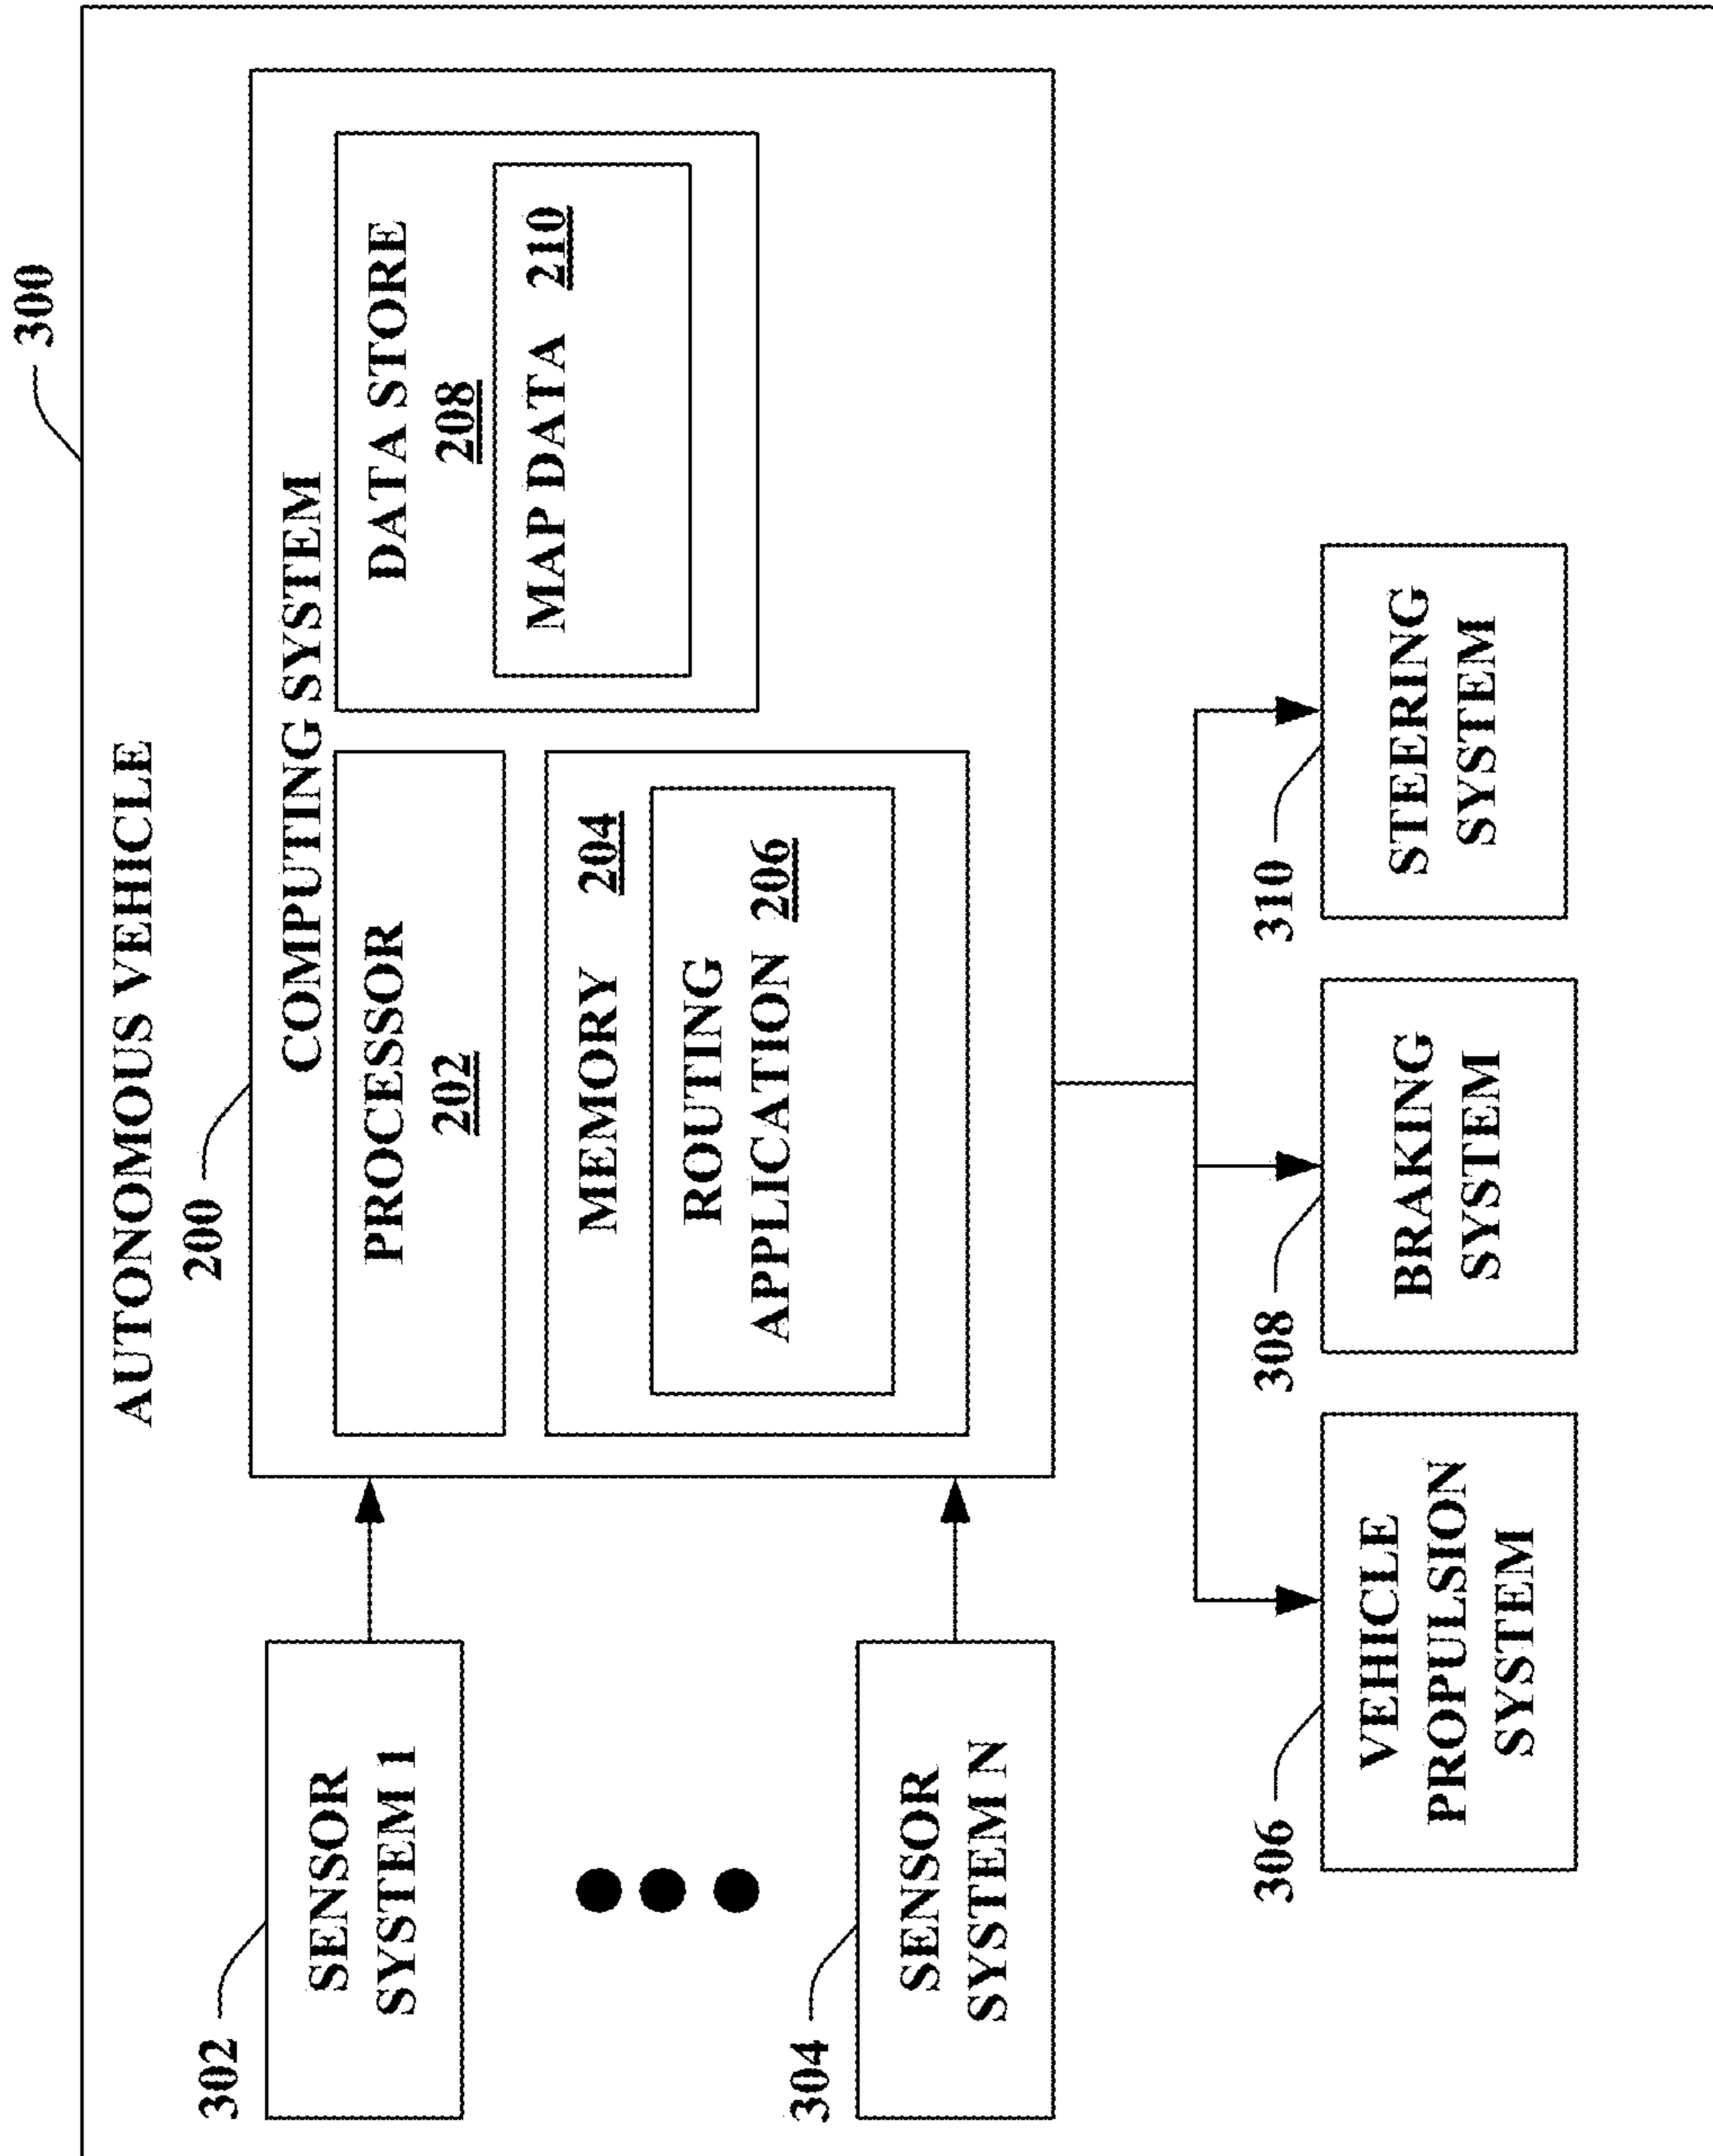 300
AUTONOMOUS VEHICLE
200
COMPUTING SYSTEM
PROCESSOR
202
MEMORY 204
ROUTING
APPLICATION 206
DATA STORE
208
MAP DATA 210
302
SENSOR
SYSTEM 1
304
SENSOR
SYSTEM N
306
VEHICLE
PROPULSION
SYSTEM
308
BRAKING
SYSTEM
310
STEERING
SYSTEM